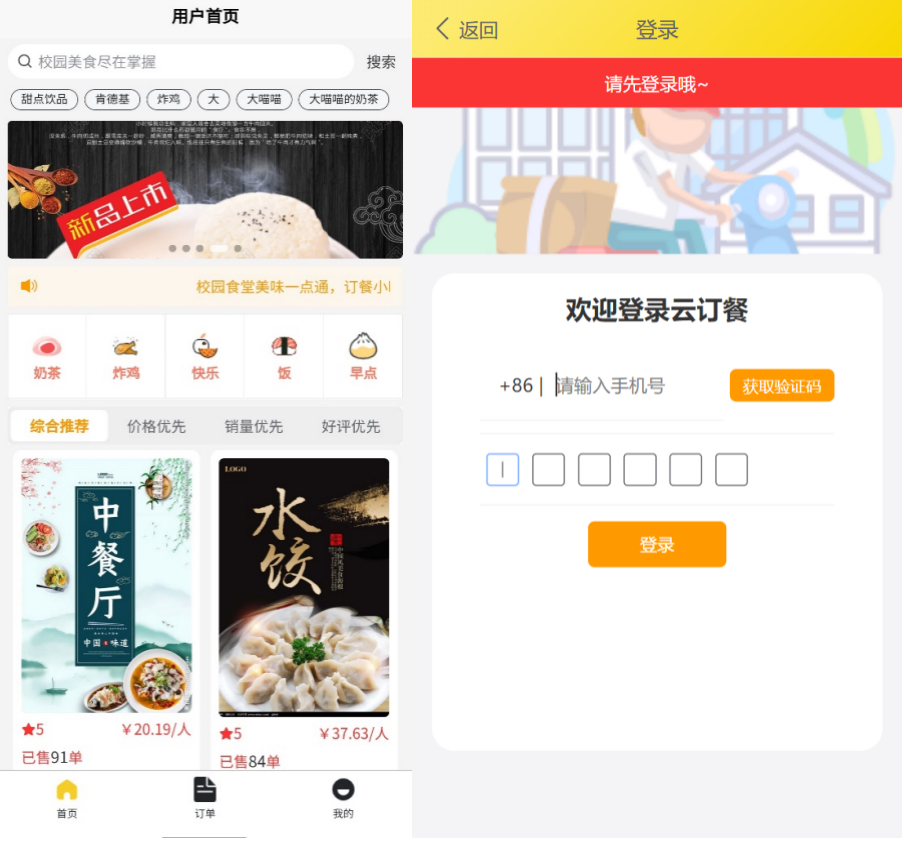 用户首页
校园美食尽在掌握
搜索
甜点饮品
肯德基
炸鸡
大
大喵喵
大喵喵的奶茶
新品上市
校园食堂美味一点通，订餐小
奶茶
炸鸡
快乐
饭
早点
综合推荐
价格优先
销量优先
好评优先
中餐厅
中国味道
LOGO
水饺
5
￥20.19/人
已售91单
5
￥37.63/人
已售84单
首页
订单
我的
返回
登录
请先登录哦~
欢迎登录云订餐
+86 | 请输入手机号
获取验证码
登录